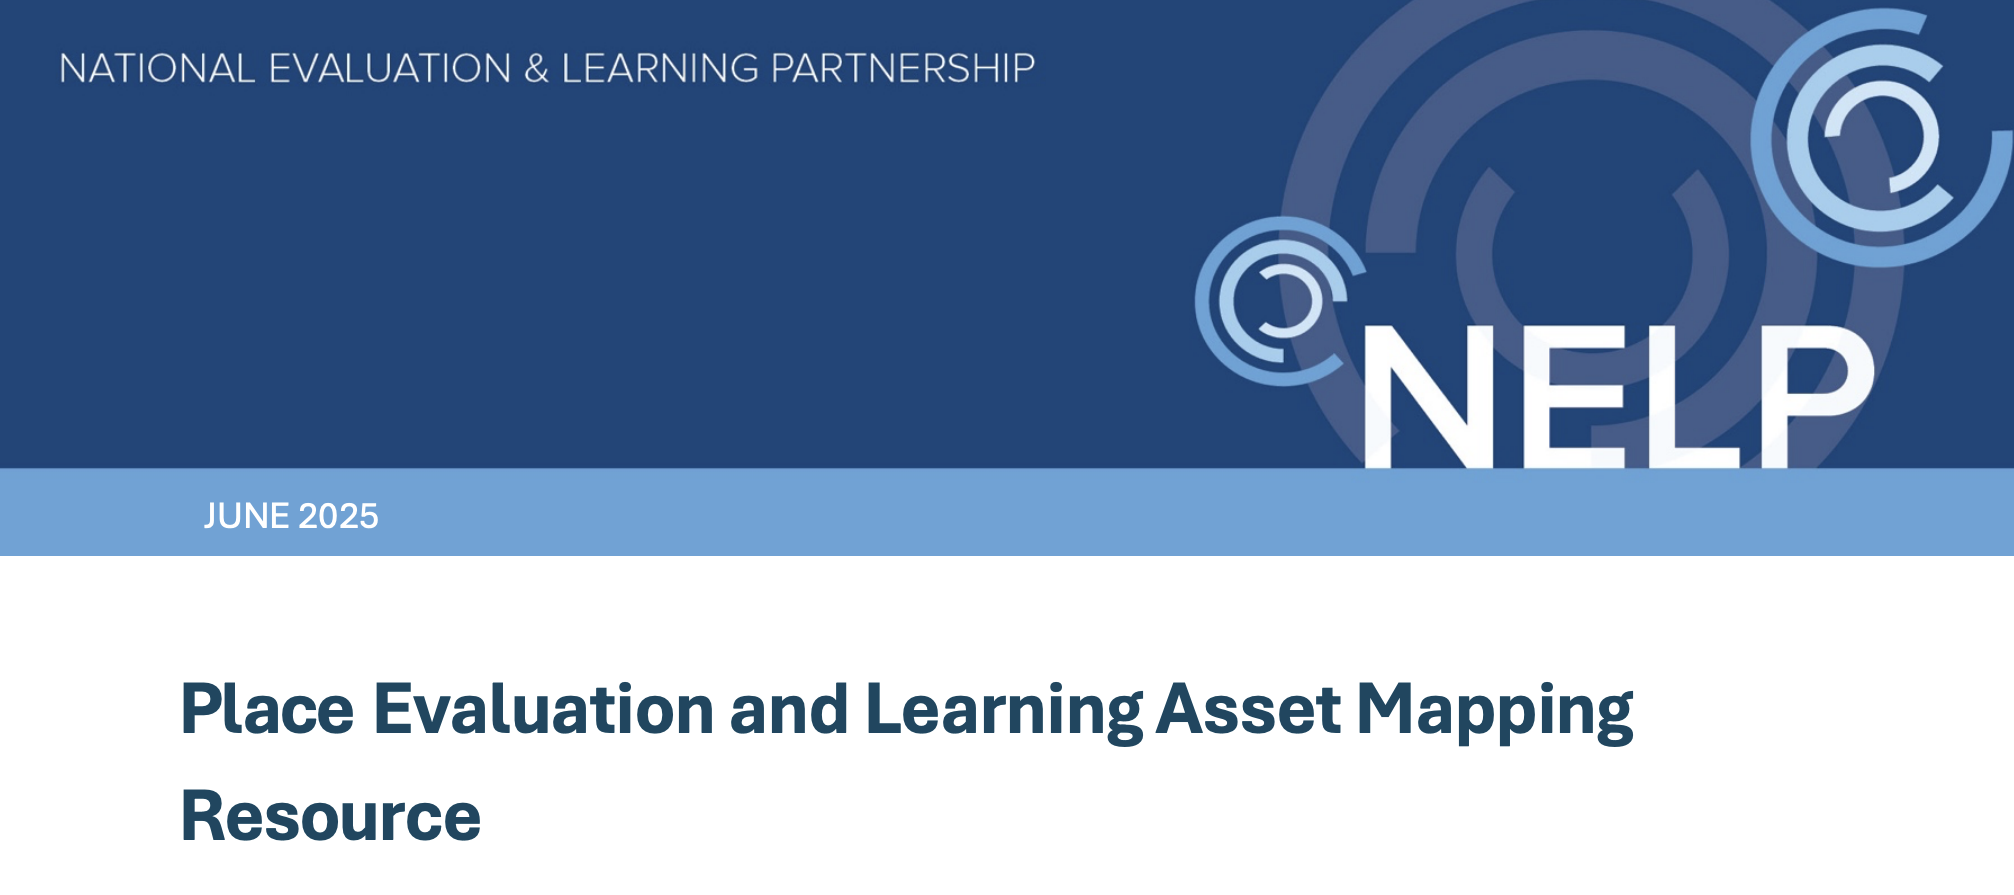 NATIONAL EVALUATION & LEARNING PARTNERSHIP
NELP
JUNE 2025
Place Evaluation and Learning Asset Mapping
Resource